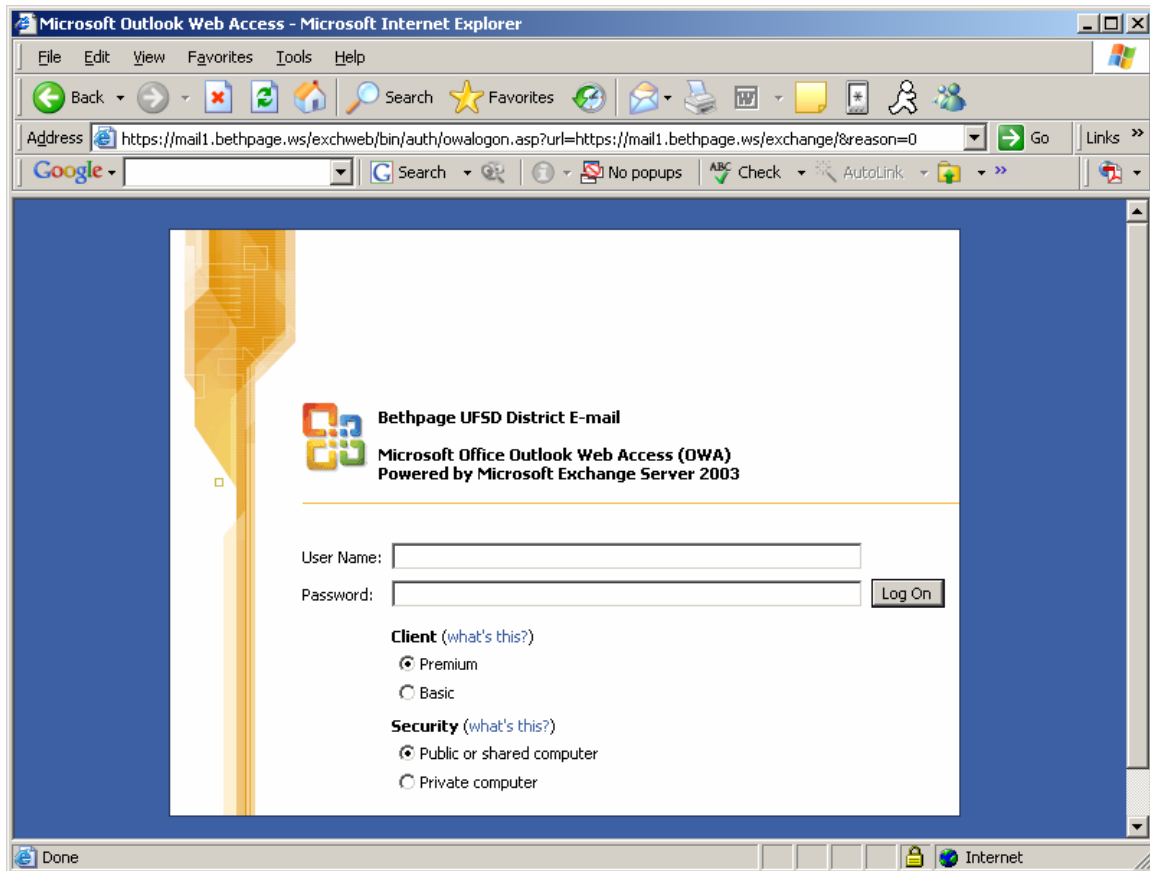 Microsoft Outlook Web Access - Microsoft Internet Explorer
File Edit View Favorites Tools Help
Back Search Favorites
Address https://mail1.bethpage.ws/exchweb/bin/auth/owalogon.asp?url=https://mail1.bethpage.ws/exchange/&reason=0 Go Links »
Google G Search No popups ABC Check AutoLink »
Bethpage UFSD District E-mail
Microsoft Office Outlook Web Access (OWA)
Powered by Microsoft Exchange Server 2003
User Name:
Password: Log On
Client (what's this?)
Premium
Basic
Security (what's this?)
Public or shared computer
Private computer
Done Internet